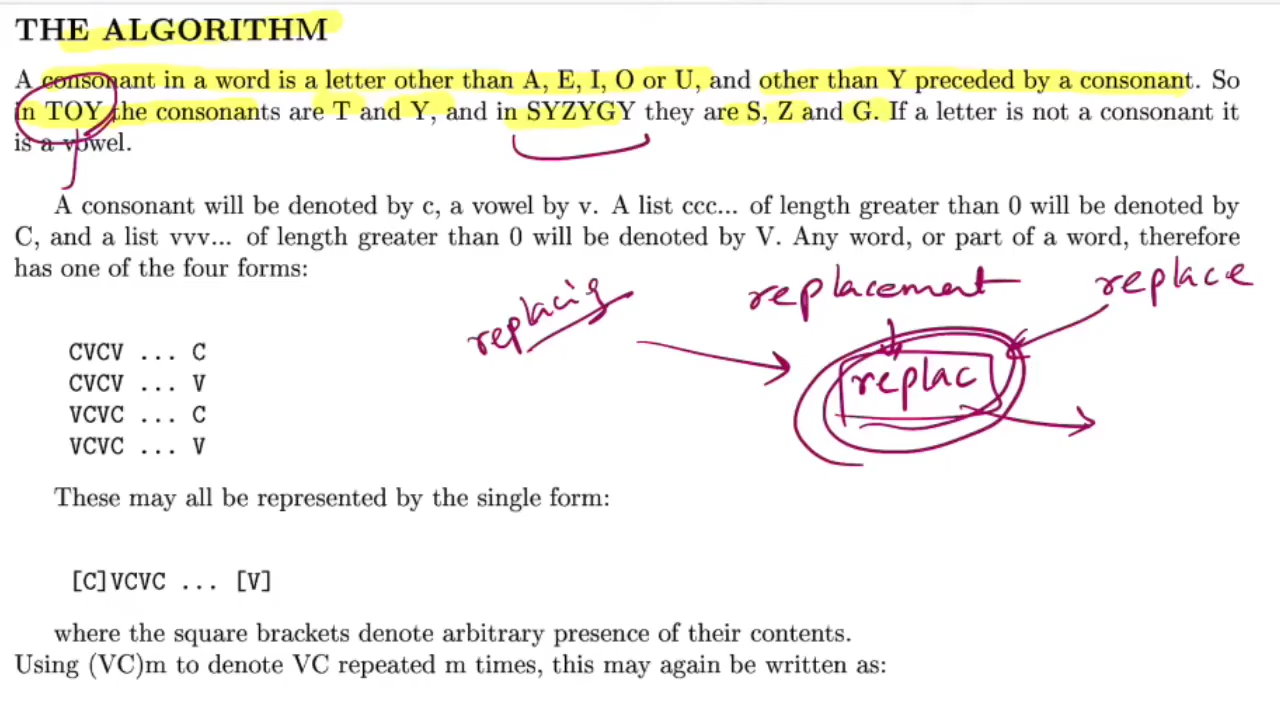 THE ALGORITHM
A consonant in a word is a letter other than A, E, I, O or U, and other than Y preceded by a consonant. So
in TOY the consonants are T and Y, and in SYZYGY they are S, Z and G. If a letter is not a consonant it
is a vowel.
A consonant will be denoted by c, a vowel by v. A list ccc... of length greater than 0 will be denoted by
C, and a list vvv... of length greater than 0 will be denoted by V. Any word, or part of a word, therefore
has one of the four forms:
replacig
replacement
replace
replac
CVCV ... C
CVCV ... V
VCVC ... C
VCVC ... V
These may all be represented by the single form:
[C]VCVC ... [V]
where the square brackets denote arbitrary presence of their contents.
Using (VC)m to denote VC repeated m times, this may again be written as: